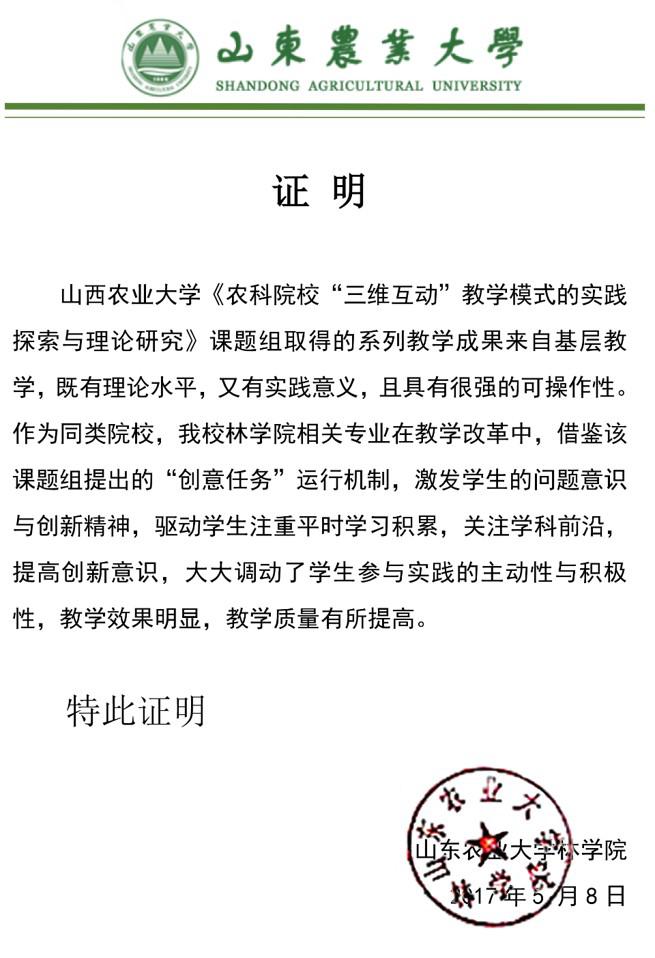 山東農業大學
SHANDONG AGRICULTURAL UNIVERSITY
证 明
山西农业大学《农科院校“三维互动”教学模式的实践
探索与理论研究》课题组取得的系列教学成果来自基层教
学，既有理论水平，又有实践意义，且具有很强的可操作性。
作为同类院校，我校林学院相关专业在教学改革中，借鉴该
课题组提出的“创意任务”运行机制，激发学生的问题意识
与创新精神，驱动学生注重平时学习积累，关注学科前沿，
提高创新意识，大大调动了学生参与实践的主动性与积极
性，教学效果明显，教学质量有所提高。
特此证明
山东农业大学林学院
山东农业大学林学院
2017 年 5 月 8 日